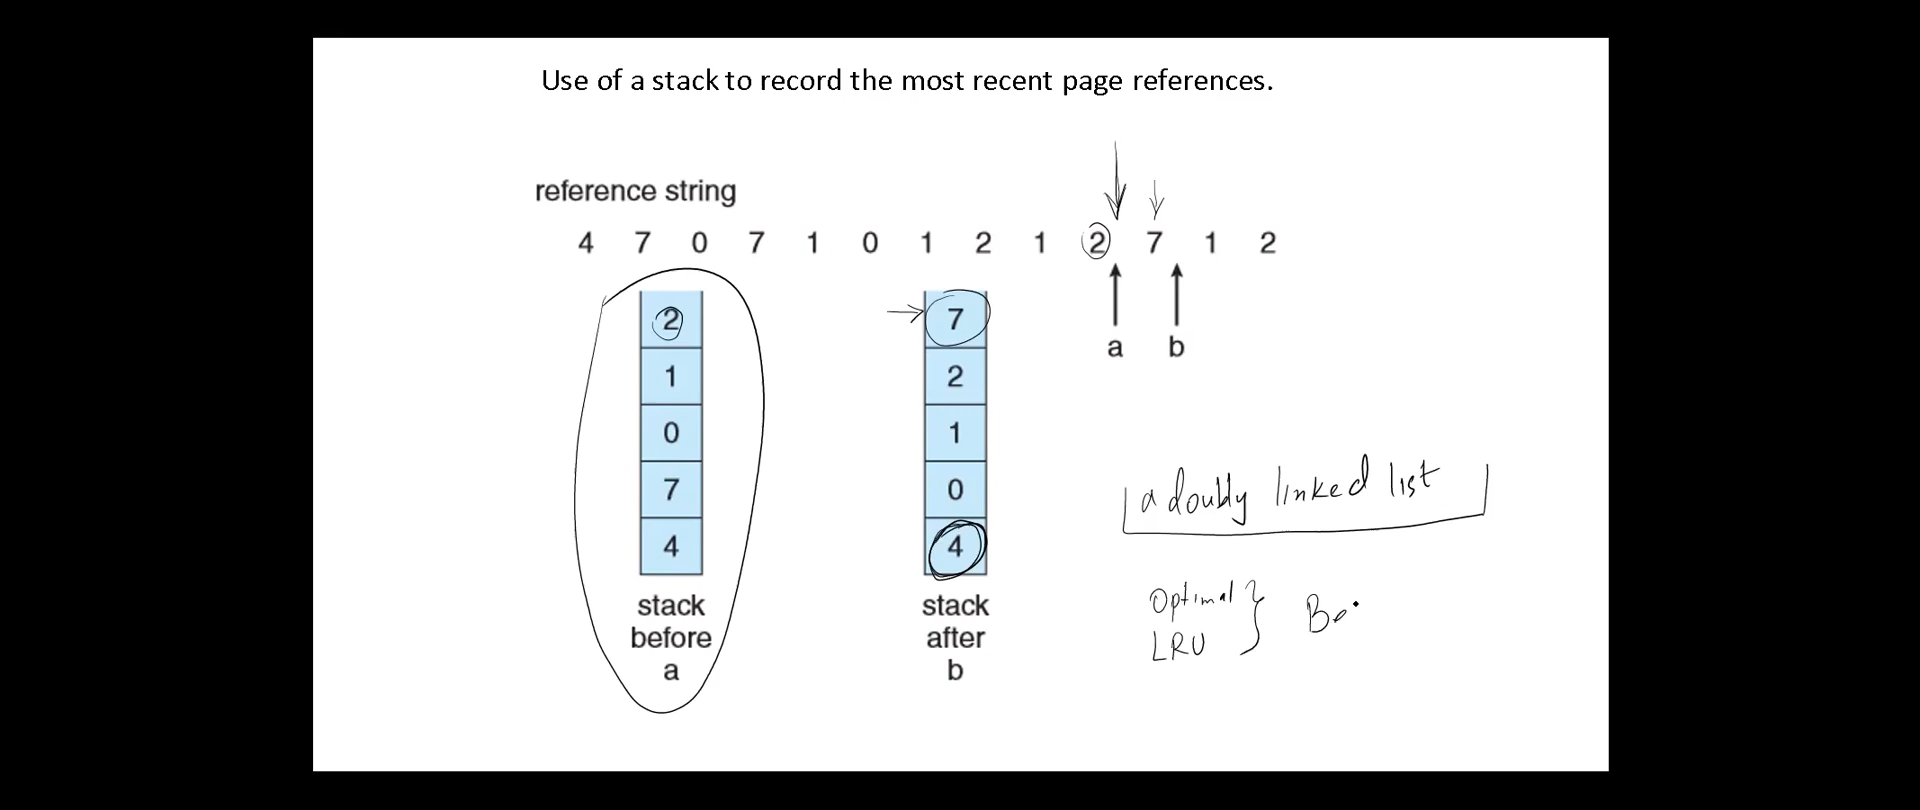 Use of a stack to record the most recent page references.
reference string
4 7 0 7 1 0 1 2 1 2 7 1 2
a b
2
1
0
7
4
stack
before
a
7
2
1
0
4
stack
after
b
a doubly linked list
Optimal
LRU